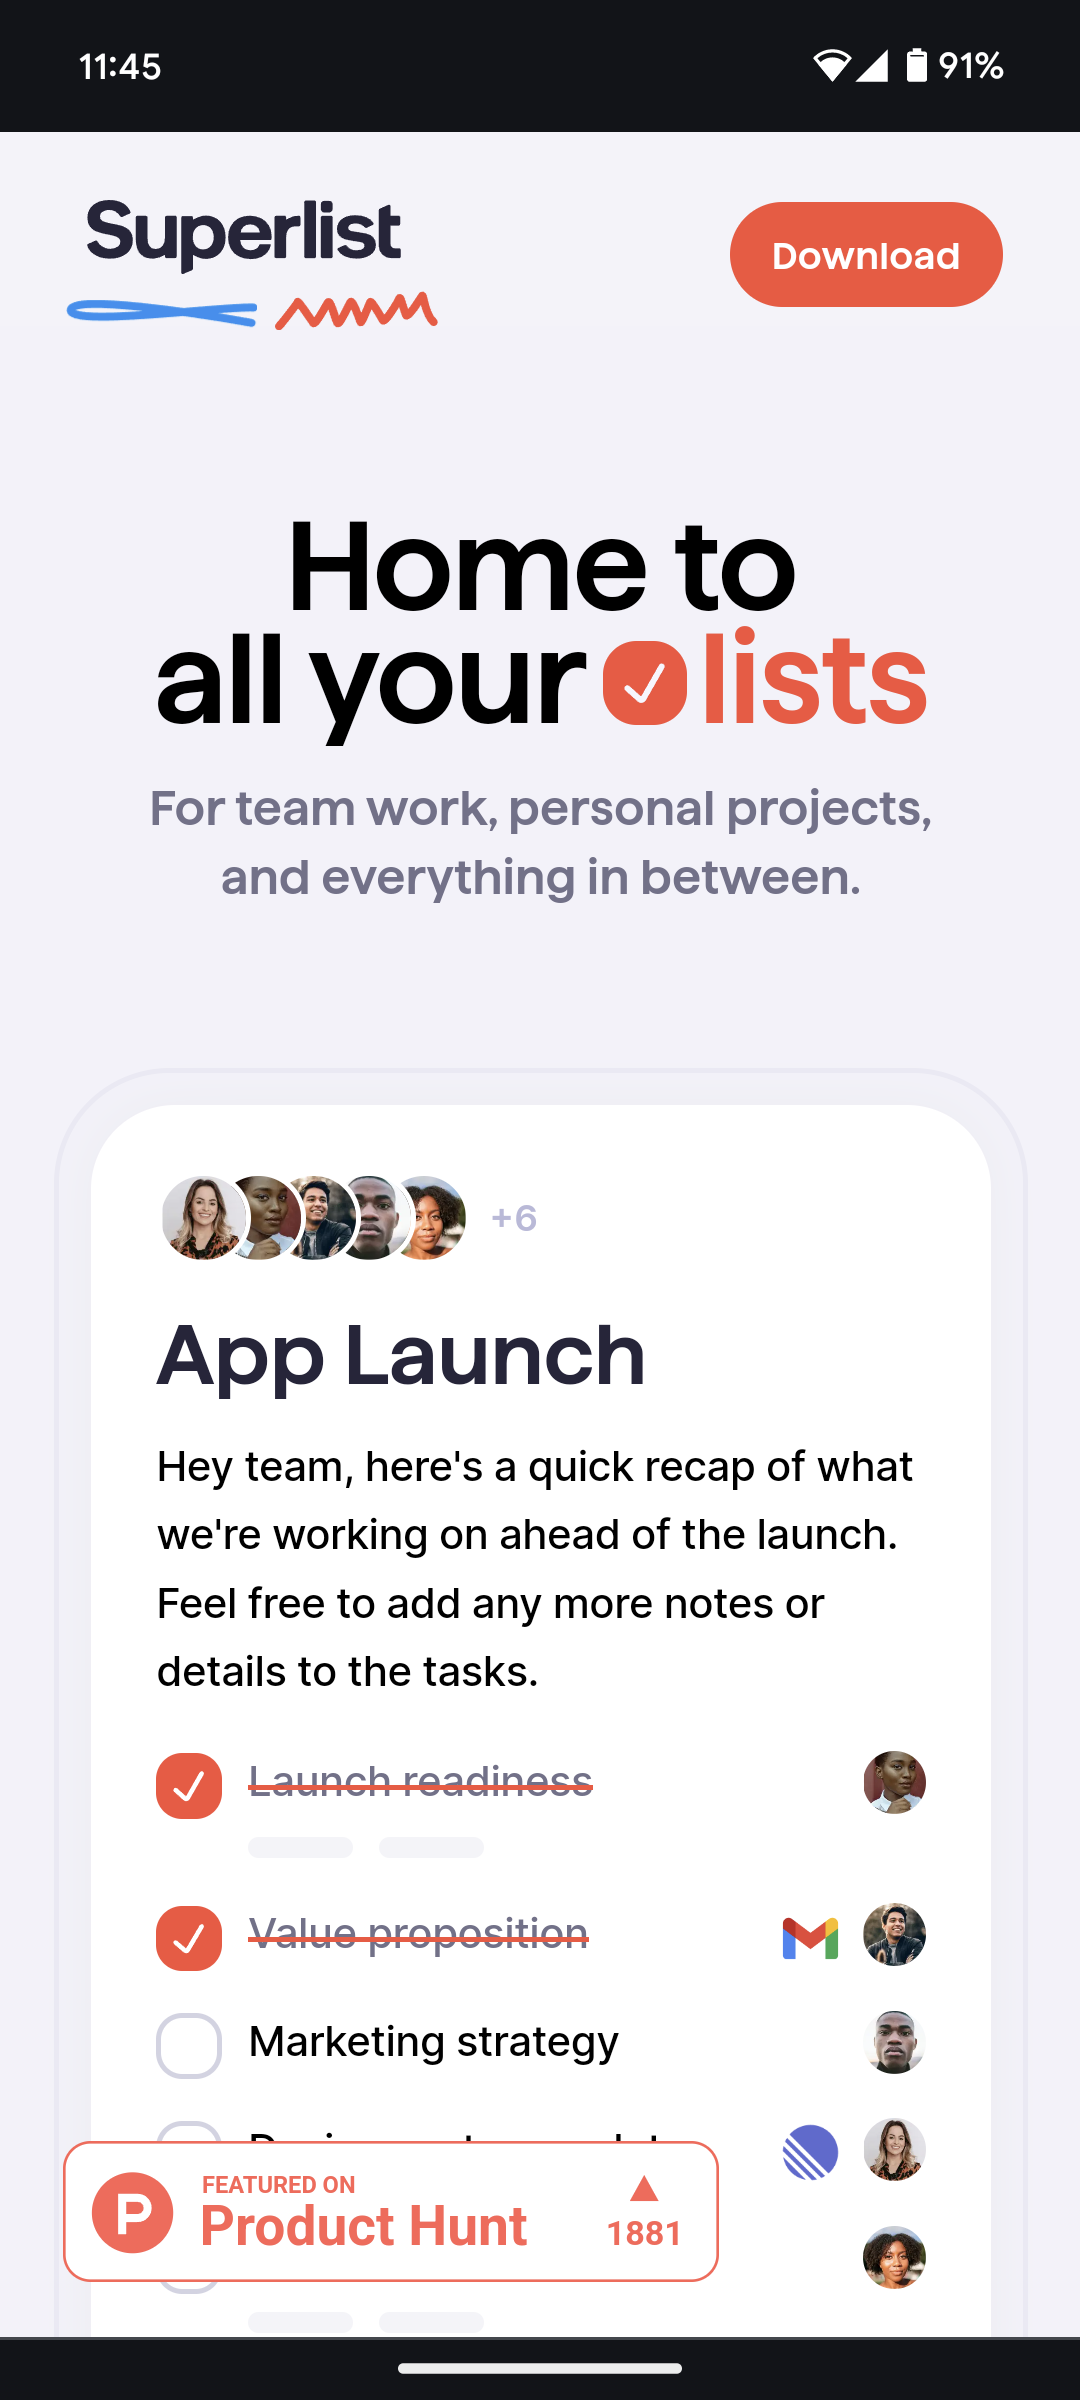 11:45
91%
Superlist
Download
Home to
all your lists
For team work, personal projects,
and everything in between.
+6
App Launch
Hey team, here's a quick recap of what
we're working on ahead of the launch.
Feel free to add any more notes or
details to the tasks.
Launch readiness
Value proposition
Marketing strategy
FEATURED ON
Product Hunt
1881